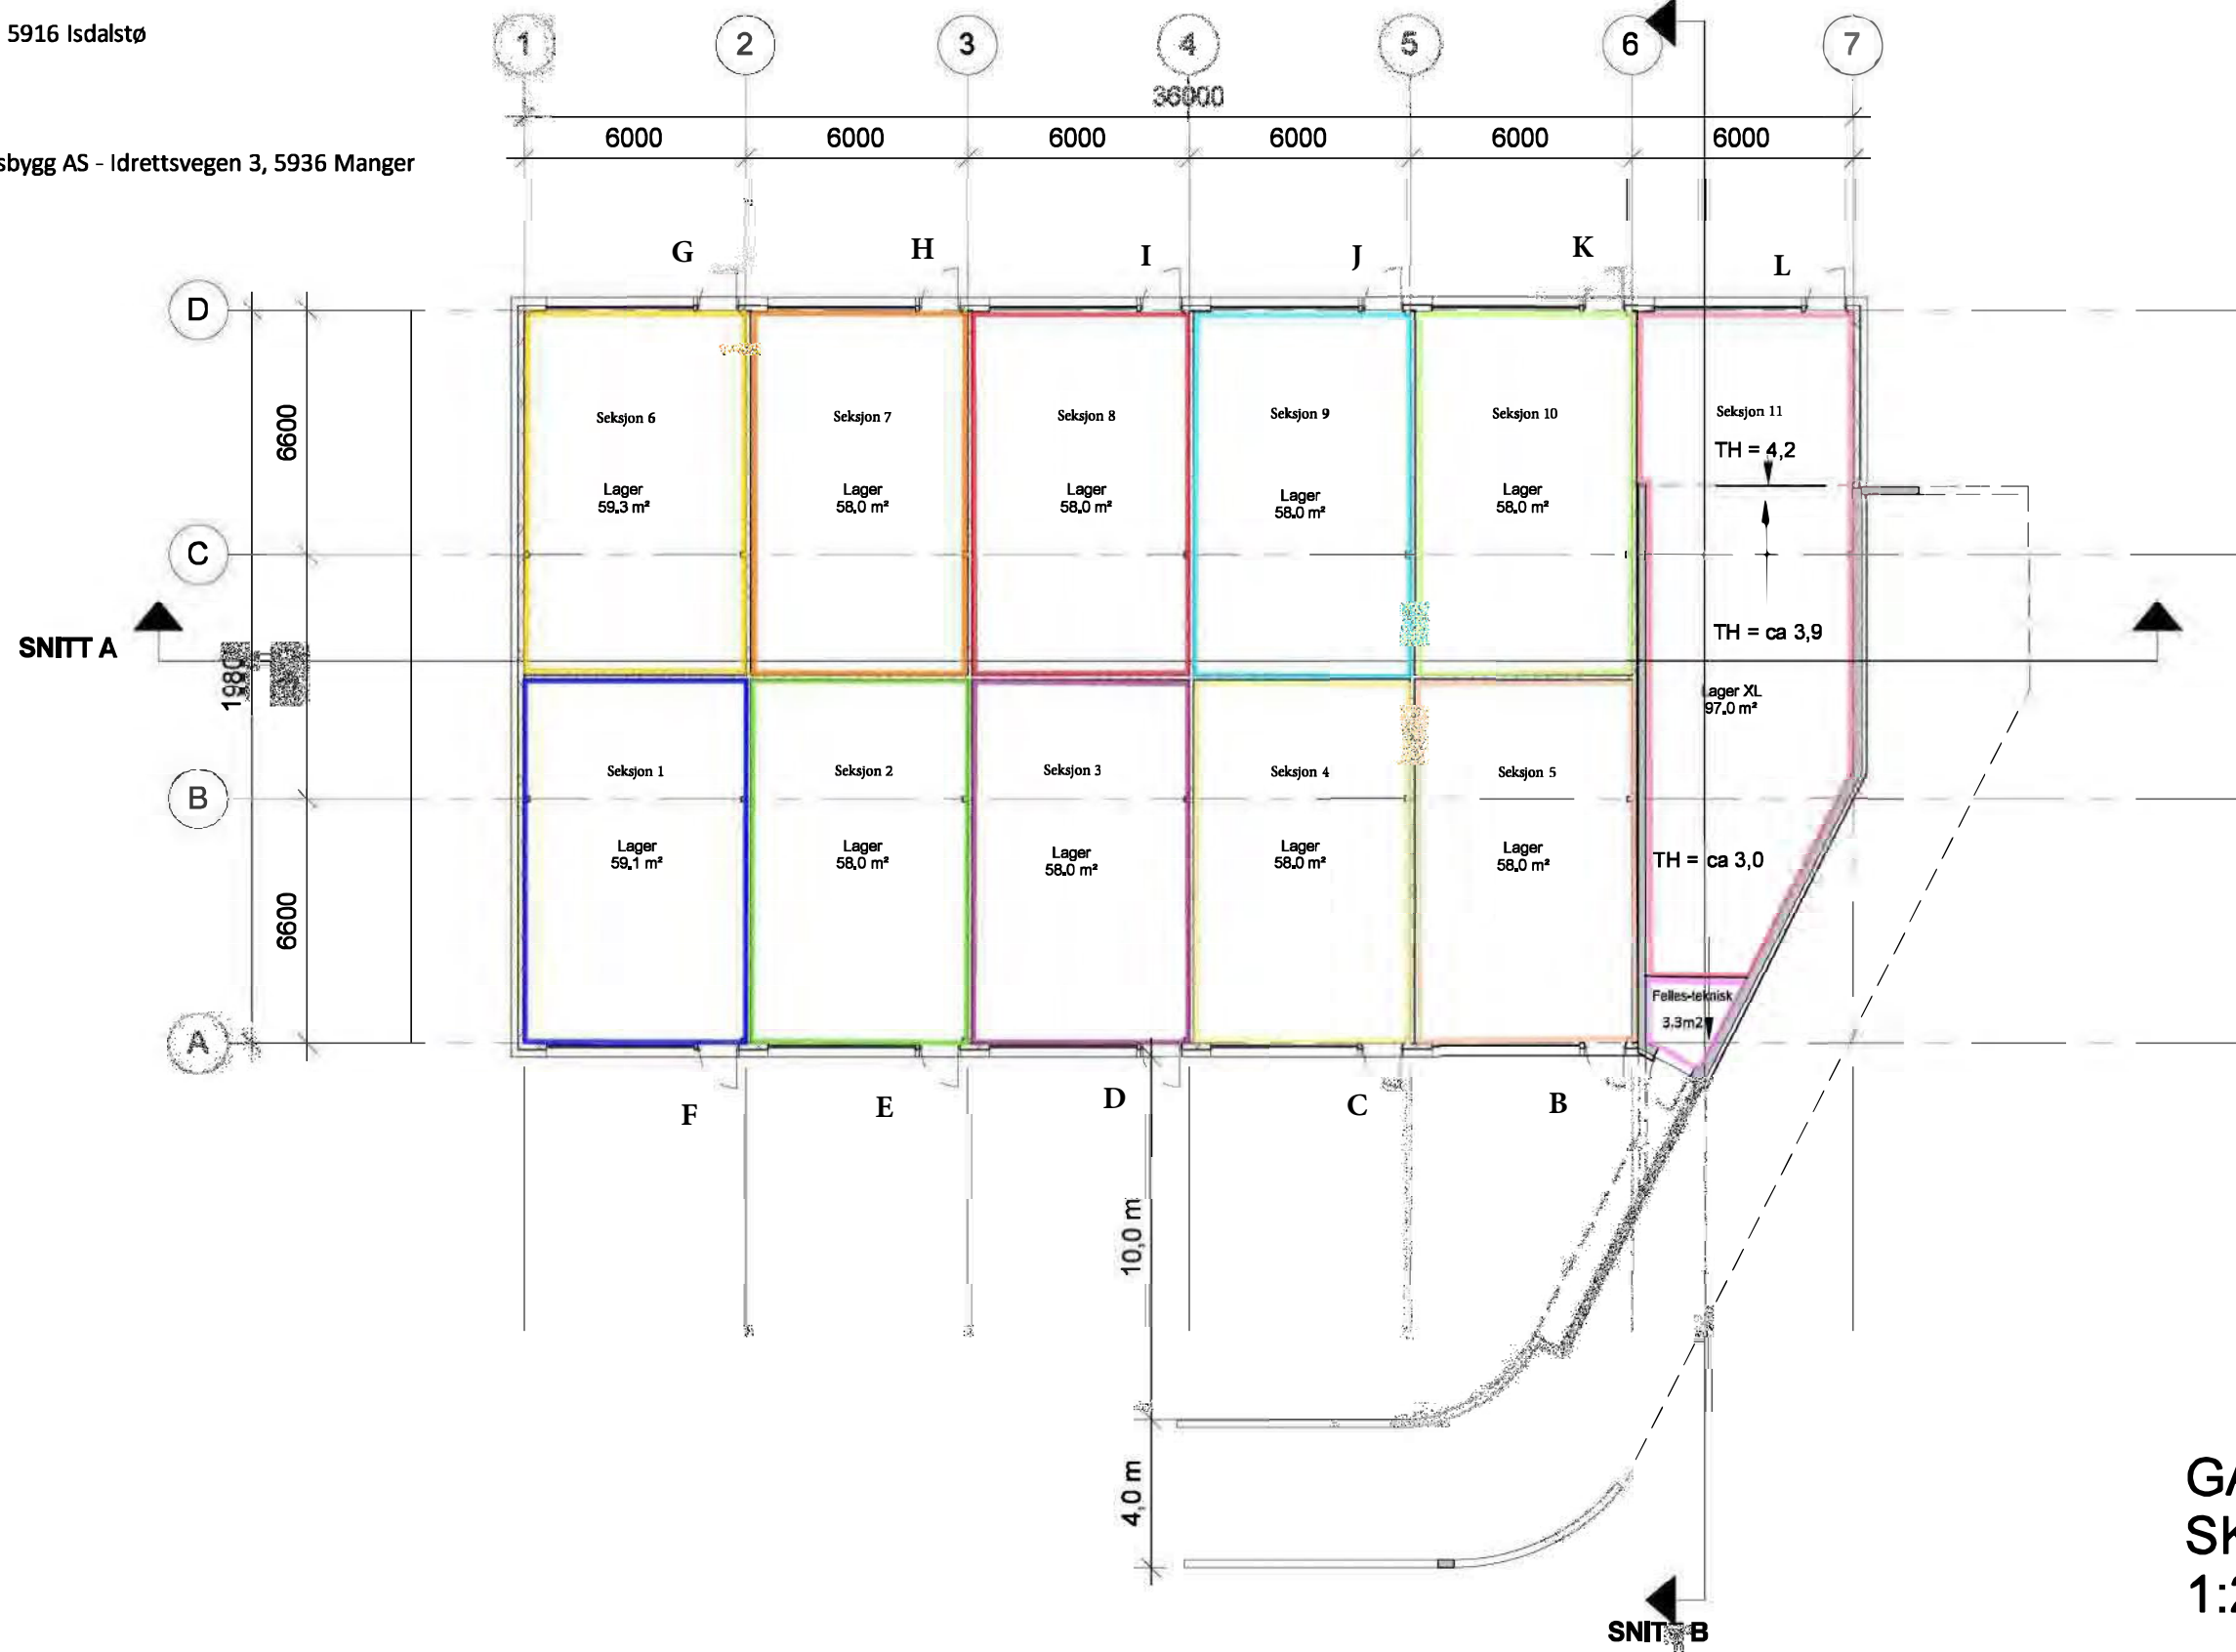 5916 Isdalstø
sbygg AS - Idrettsvegen 3, 5936 Manger
1 2 3 4 5 6 7
36000
6000 6000 6000 6000 6000 6000
G H I J K L
D
6600
Seksjon 6
Lager
59.3 m²
Seksjon 7
Lager
58.0 m²
Seksjon 8
Lager
58.0 m²
Seksjon 9
Lager
58.0 m²
Seksjon 10
Lager
58.0 m²
Seksjon 11
TH = 4,2
C
TH = ca 3,9
SNITT A
ager XL
97.0 m²
B
Seksjon 1
Lager
59.1 m²
Seksjon 2
Lager
58.0 m²
Seksjon 3
Lager
58.0 m²
Seksjon 4
Lager
58.0 m²
Seksjon 5
Lager
58.0 m²
TH = ca 3,0
6600
Felles-teknisk
3.3m2
A
F E D C B
10,0 m
4,0 m
GA
SK
1:2